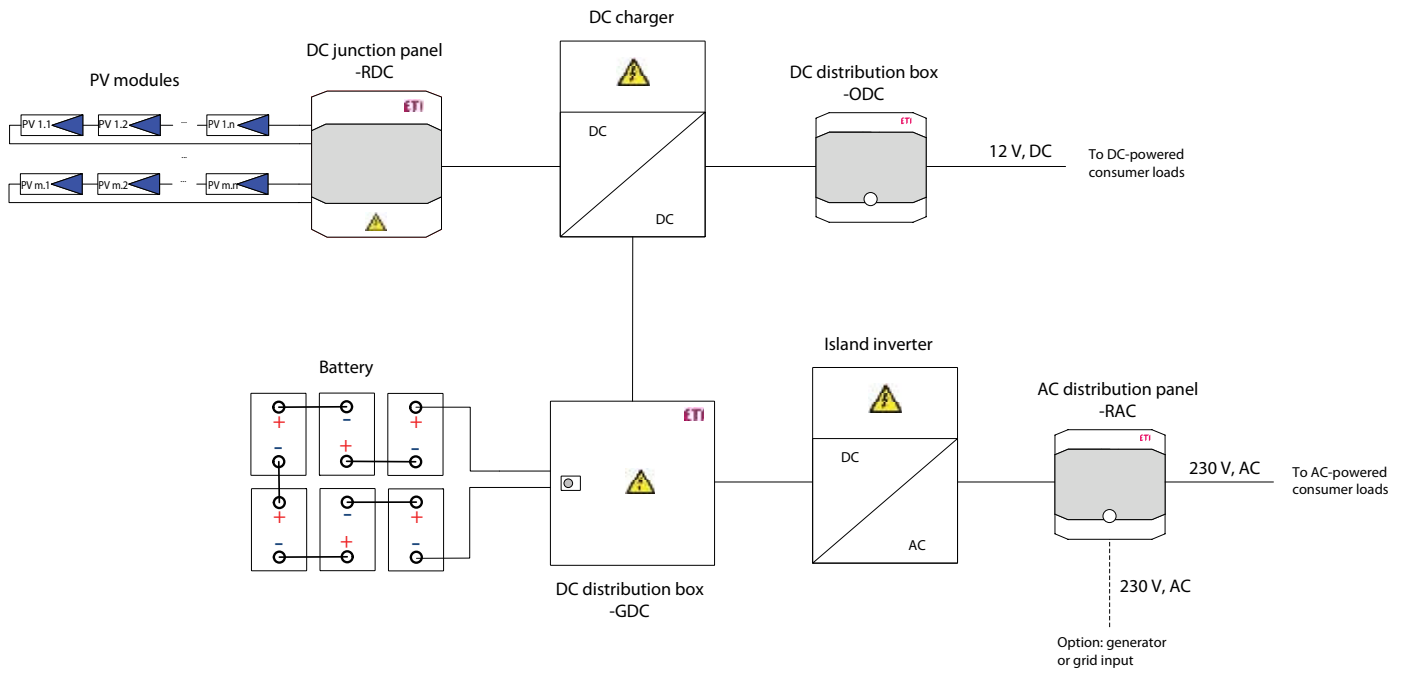 PV modules
PV 1.1
PV 1.2
...
PV 1.n
...
PV m.1
PV m.2
...
PV m.n
DC junction panel
-RDC
ETI
DC charger
DC
DC
DC distribution box
-ODC
ETI
12 V, DC
To DC-powered
consumer loads
Battery
+
-
-
+
+
-
+
-
-
+
+
-
ETI
DC distribution box
-GDC
Island inverter
DC
AC
AC distribution panel
-RAC
ETI
230 V, AC
To AC-powered
consumer loads
230 V, AC
Option: generator
or grid input